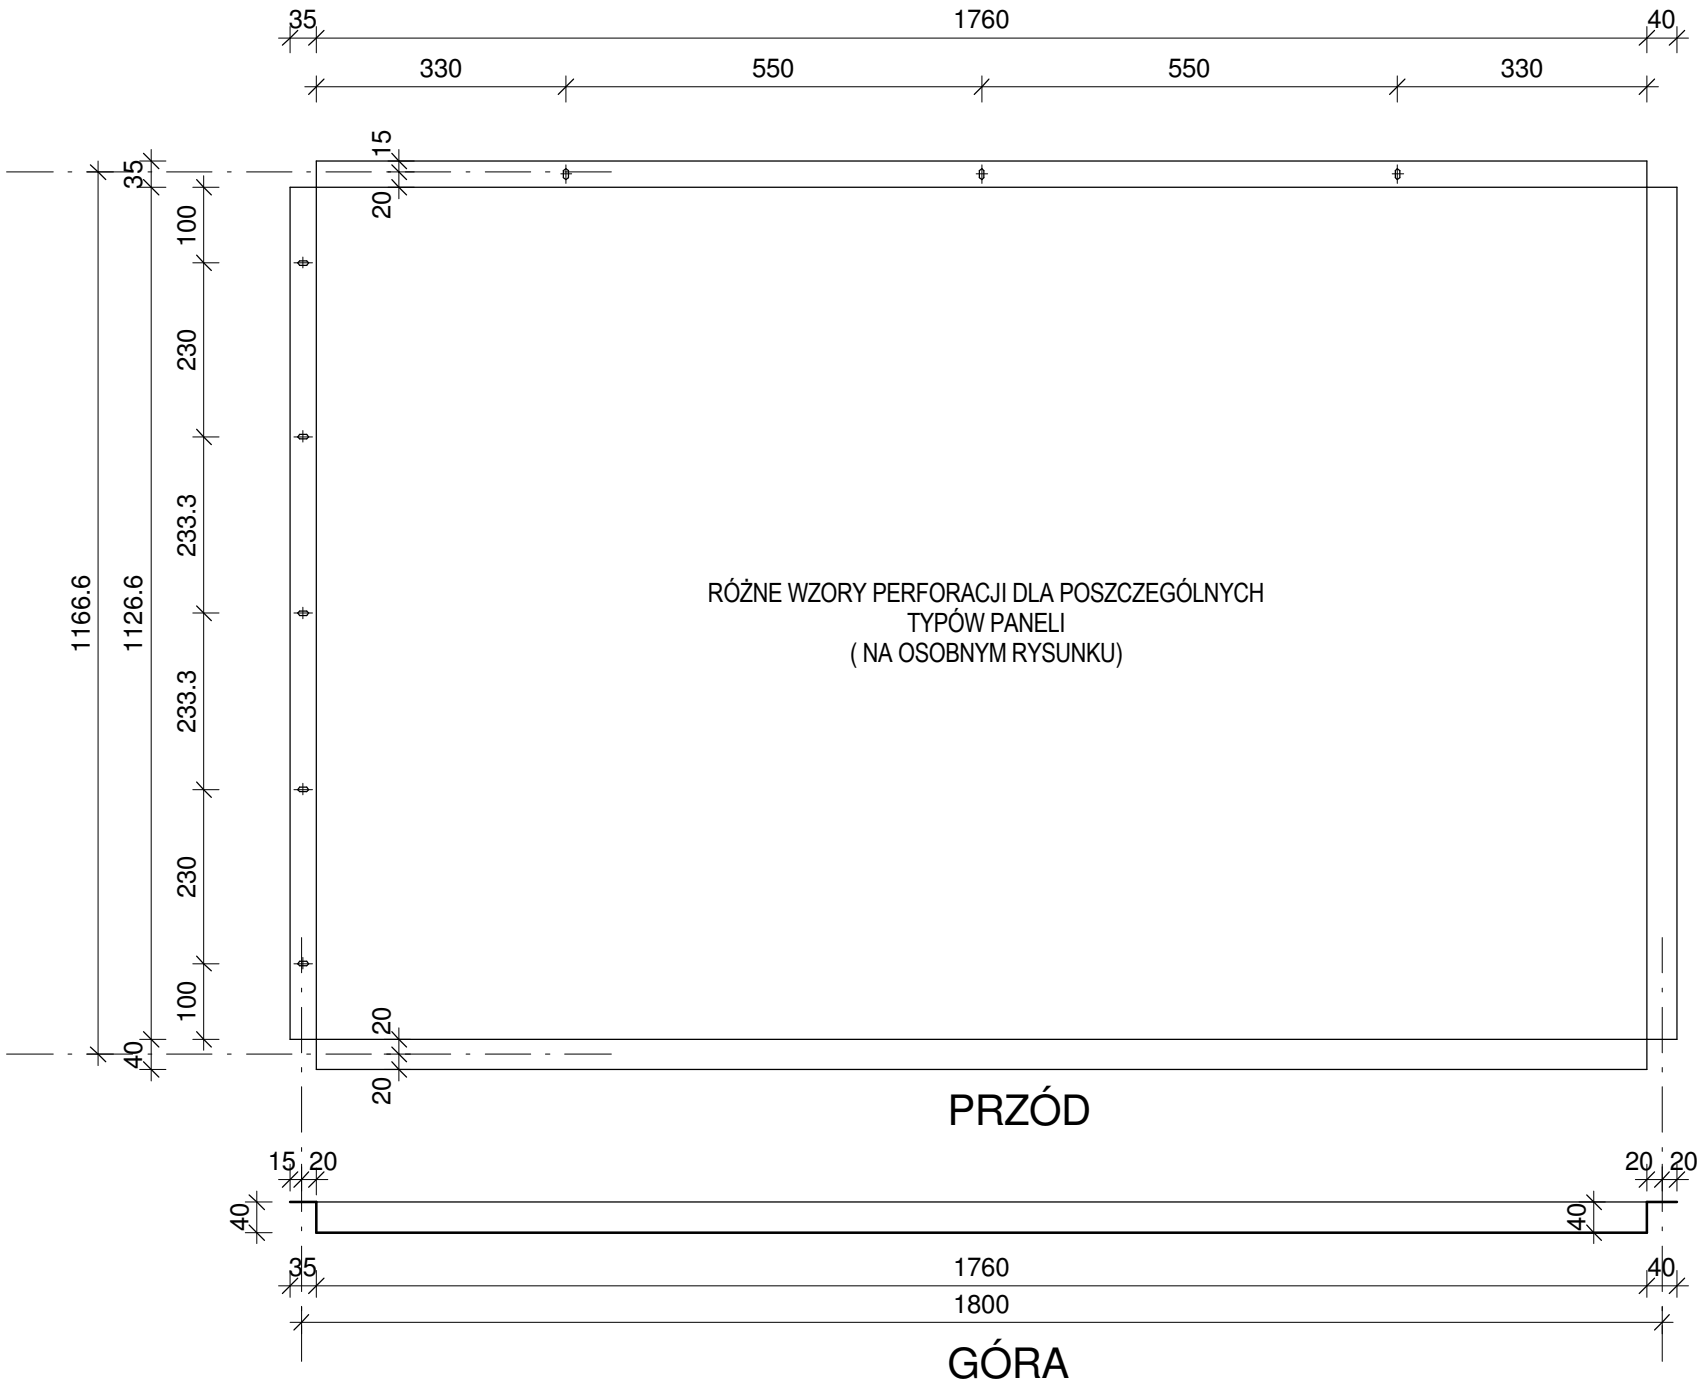 35 1760 40
330 550 550 330
15
35
20
100
230
233.3
1166.6 1126.6
233.3
230
100
20
40
20
RÓŻNE WZORY PERFORACJI DLA POSZCZEGÓLNYCH
TYPÓW PANELI
( NA OSOBNYM RYSUNKU)
PRZÓD
15 20 20 20
40 40
35 1760 40
1800
GÓRA